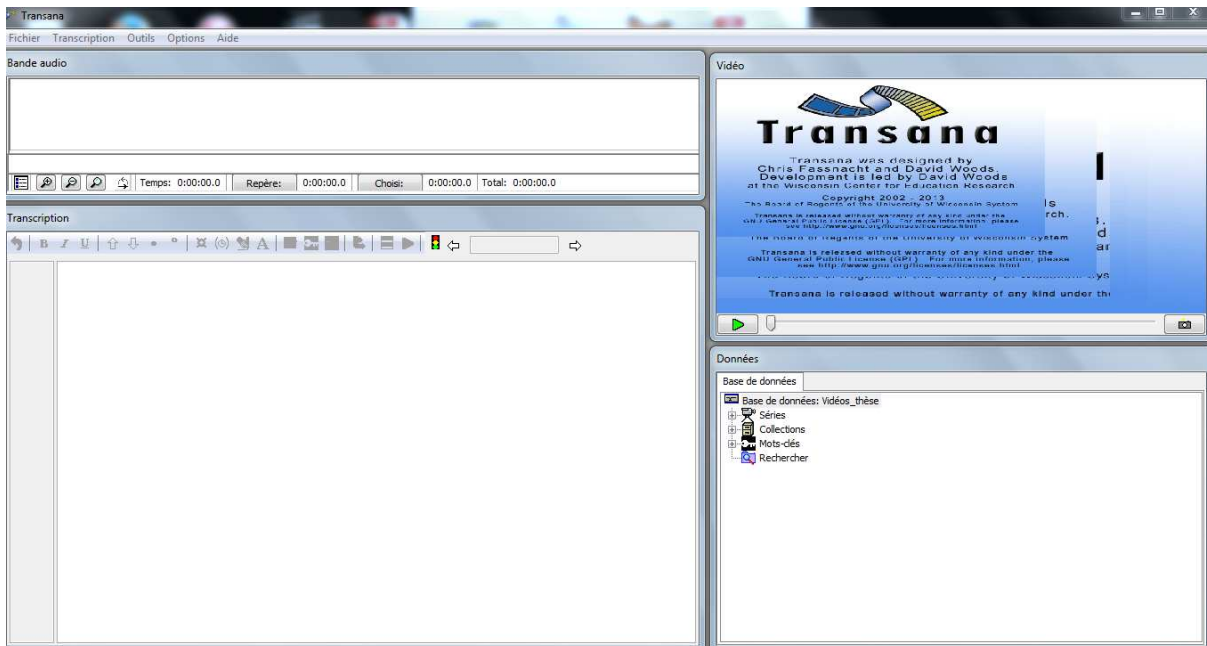 Transana
Fichier Transcription Outils Options Aide
Bande audio
Temps: 0:00:00.0 Repère: 0:00:00.0 Choisi: 0:00:00.0 Total: 0:00:00.0
Transcription
B I U A
Vidéo
Transana
Transana was designed by
Chris Fassnacht and David Woods.
Development is led by David Woods
at the Wisconsin Center for Education Research
Copyright 2002 - 2013
The Board of Regents of the University of Wisconsin System
Transana is released without warranty of any kind under the
GNU General Public License (GPL). For more information, please
see http://www.gnu.org/licenses/licenses.html
The Board of Regents of the University of Wisconsin System
Transana is released without warranty of any kind under the
GNU General Public License (GPL). For more information, please
see http://www.gnu.org/licenses/licenses.html
Transana is released without warranty of any kind under the
Données
Base de données
Base de données: Vidéos_thèse
Séries
Collections
Mots-clés
Rechercher